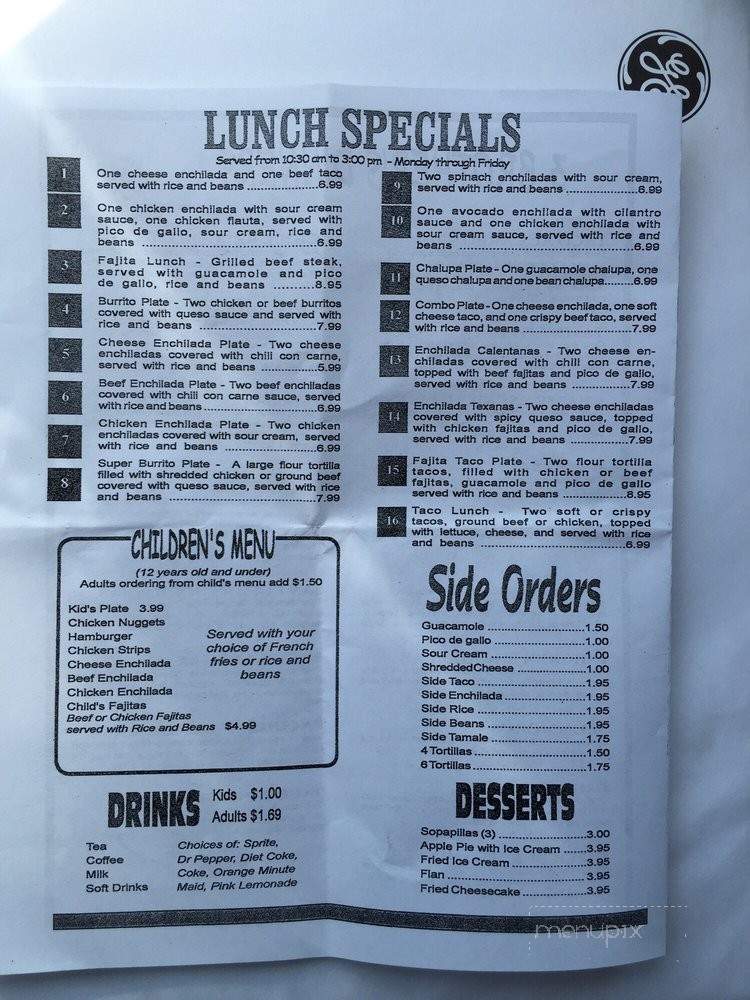 LUNCH SPECIALS
Served from 10:30 am to 3:00 pm - Monday through Friday
1
One cheese enchilada and one beef taco
served with rice and beans ..................6.99
2
One chicken enchilada with sour cream
sauce, one chicken flauta, served with
pico de gallo, sour cream, rice and
beans ............................................6.99
3
Fajita Lunch - Grilled beef steak,
served with guacamole and pico
de gallo, rice and beans .........8.95
4
Burrito Plate - Two chicken or beef burritos
covered with queso sauce and served with
rice and beans ................................7.99
5
Cheese Enchilada Plate - Two cheese
enchiladas covered with chili con carne,
served with rice and beans ..................5.99
6
Beef Enchilada Plate - Two beef enchiladas
covered with chili con carne sauce, served
with rice and beans ................................6.99
7
Chicken Enchilada Plate - Two chicken
enchiladas covered with sour cream, served
with rice and beans ................................6.99
8
Super Burrito Plate - A large flour tortilla
filled with shredded chicken or ground beef
covered with queso sauce, served with rice
and beans ......................................7.99
9
Two spinach enchiladas with sour cream,
served with rice and beans ....................6.99
10
One avocado enchilada with cilantro
sauce and one chicken enchilada with
sour cream sauce, served with rice and
beans ............................................6.99
11
Chalupa Plate - One guacamole chalupa, one
queso chalupa and one bean chalupa.........6.99
12
Combo Plate - One cheese enchilada, one soft
cheese taco, and one crispy beef taco, served
with rice and beans ................................7.99
13
Enchilada Calentanas - Two cheese en-
chiladas covered with chili con carne,
topped with beef fajitas and pico de gallo,
served with rice and beans .................7.99
14
Enchilada Texanas - Two cheese enchiladas
covered with spicy queso sauce, topped
with chicken fajitas and pico de gallo,
served with rice and beans .................7.99
15
Fajita Taco Plate - Two flour tortilla
tacos, filled with chicken or beef
fajitas, guacamole and pico de gallo
served with rice and beans .................8.95
16
Taco Lunch - Two soft or crispy
tacos, ground beef or chicken, topped
with lettuce, cheese, and served with rice
and beans ......................................6.99
CHILDREN'S MENU
(12 years old and under)
Adults ordering from child's menu add $1.50
Kid's Plate 3.99
Chicken Nuggets
Hamburger
Chicken Strips
Cheese Enchilada
Beef Enchilada
Chicken Enchilada
Child's Fajitas
Beef or Chicken Fajitas
served with Rice and Beans $4.99
Served with your
choice of French
fries or rice and
beans
DRINKS
Kids $1.00
Adults $1.69
Tea
Coffee
Milk
Soft Drinks
Choices of: Sprite,
Dr Pepper, Diet Coke,
Coke, Orange Minute
Maid, Pink Lemonade
Side Orders
Guacamole ............................1.50
Pico de gallo ..........................1.00
Sour Cream ...........................1.00
Shredded Cheese ....................1.00
Side Taco ..............................1.95
Side Enchilada .......................1.95
Side Rice ..............................1.95
Side Beans ............................1.95
Side Tamale ...........................1.75
4 Tortillas ..............................1.50
6 Tortillas ..............................1.75
DESSERTS
Sopapillas (3) .........................3.00
Apple Pie with Ice Cream .......3.95
Fried Ice Cream .....................3.95
Flan .....................................3.95
Fried Cheesecake ...................3.95
menupix
GE